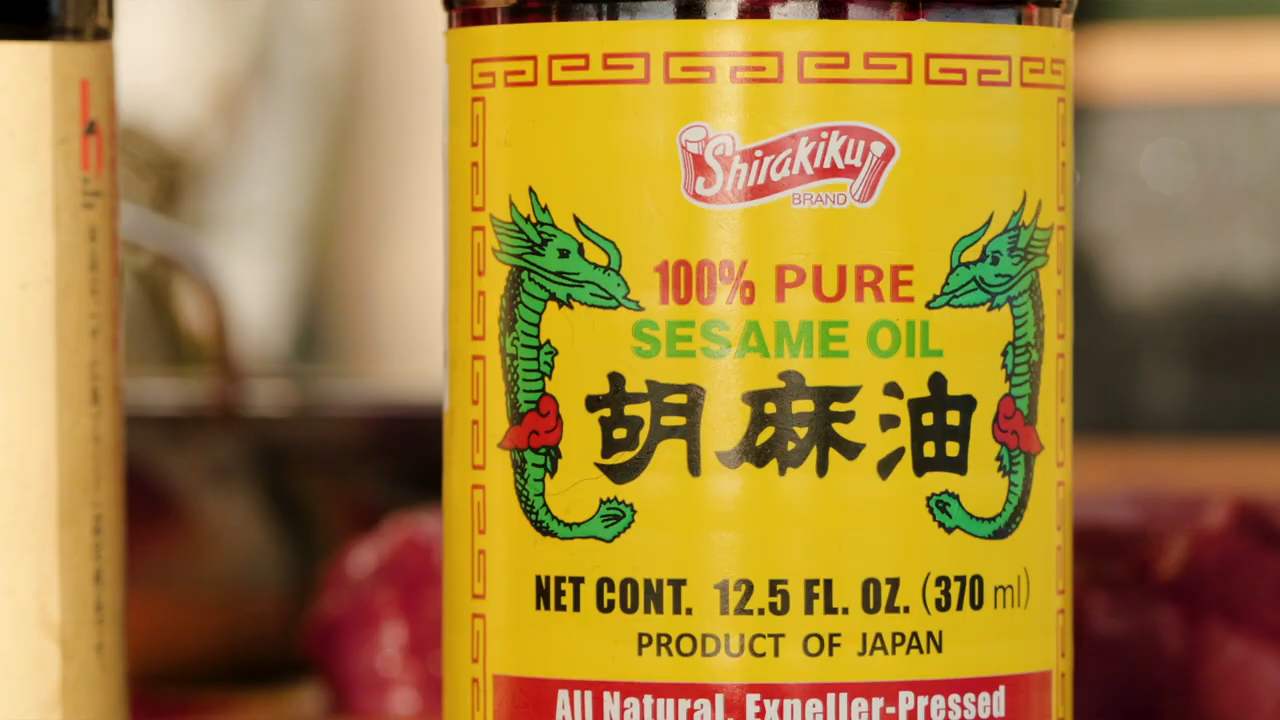 Shirakiku
BRAND
100% PURE
SESAME OIL
胡麻油
NET CONT. 12.5 FL. OZ. (370 ml)
PRODUCT OF JAPAN
All Natural, Expeller-Pressed